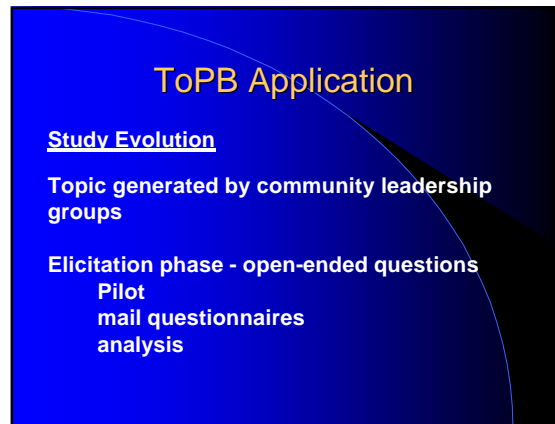 ToPB Application
Study Evolution
Topic generated by community leadership
groups
Elicitation phase - open-ended questions
Pilot
mail questionnaires
analysis